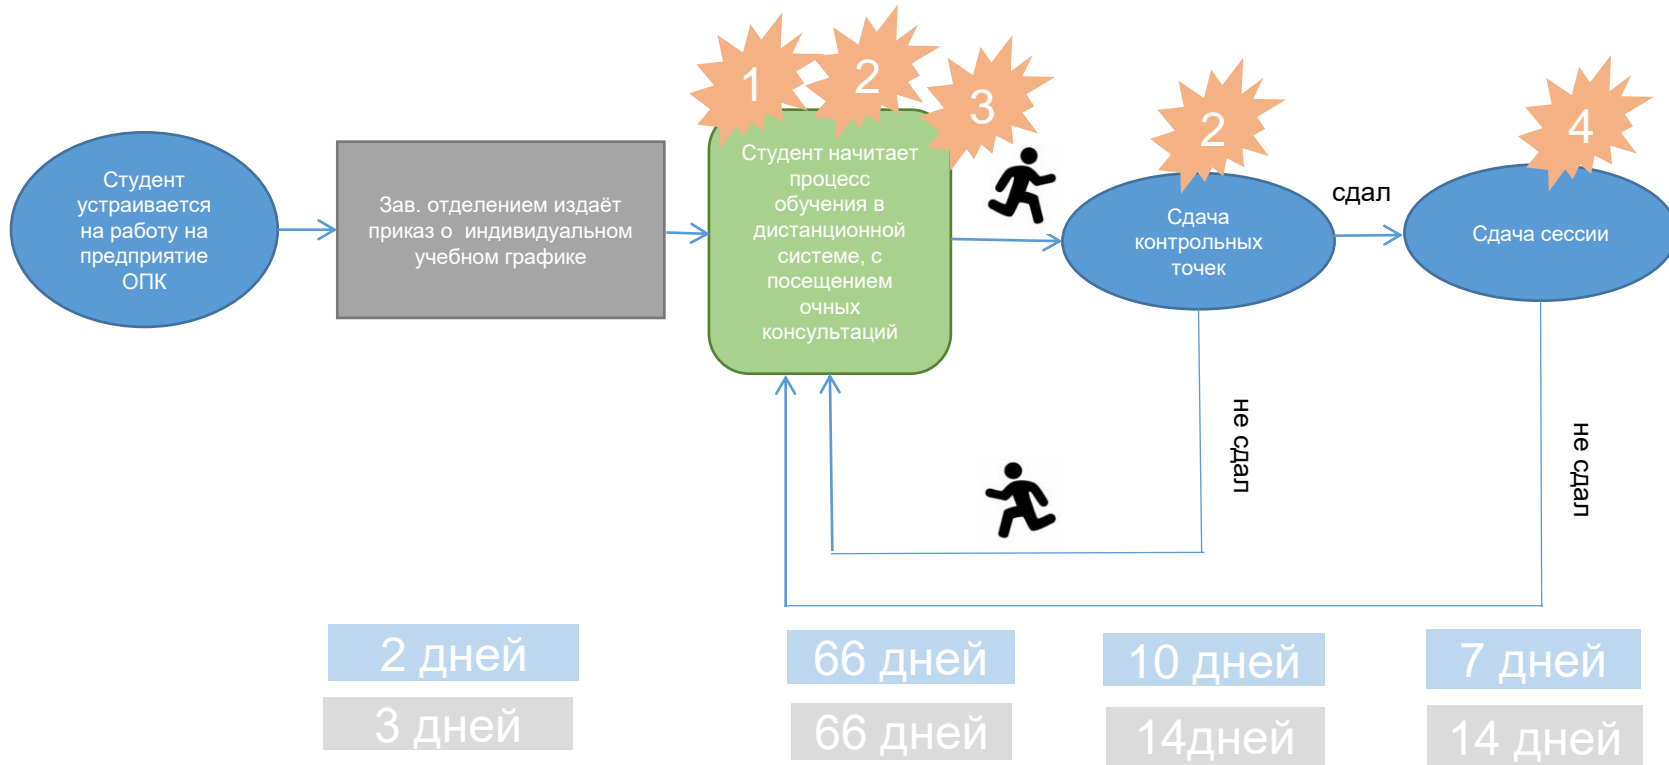 1
2
3
2
4
Студент
устраивается
на работу на
предприятие
ОПК
Зав. отделением издаёт
приказ о индивидуальном
учебном графике
Студент начитает
процесс
обучения в
дистанционной
системе, с
посещением
очных
консультаций
Сдача
контрольных
точек
сдал
Сдача сессии
не сдал
не сдал
2 дней
66 дней
10 дней
7 дней
3 дней
66 дней
14дней
14 дней